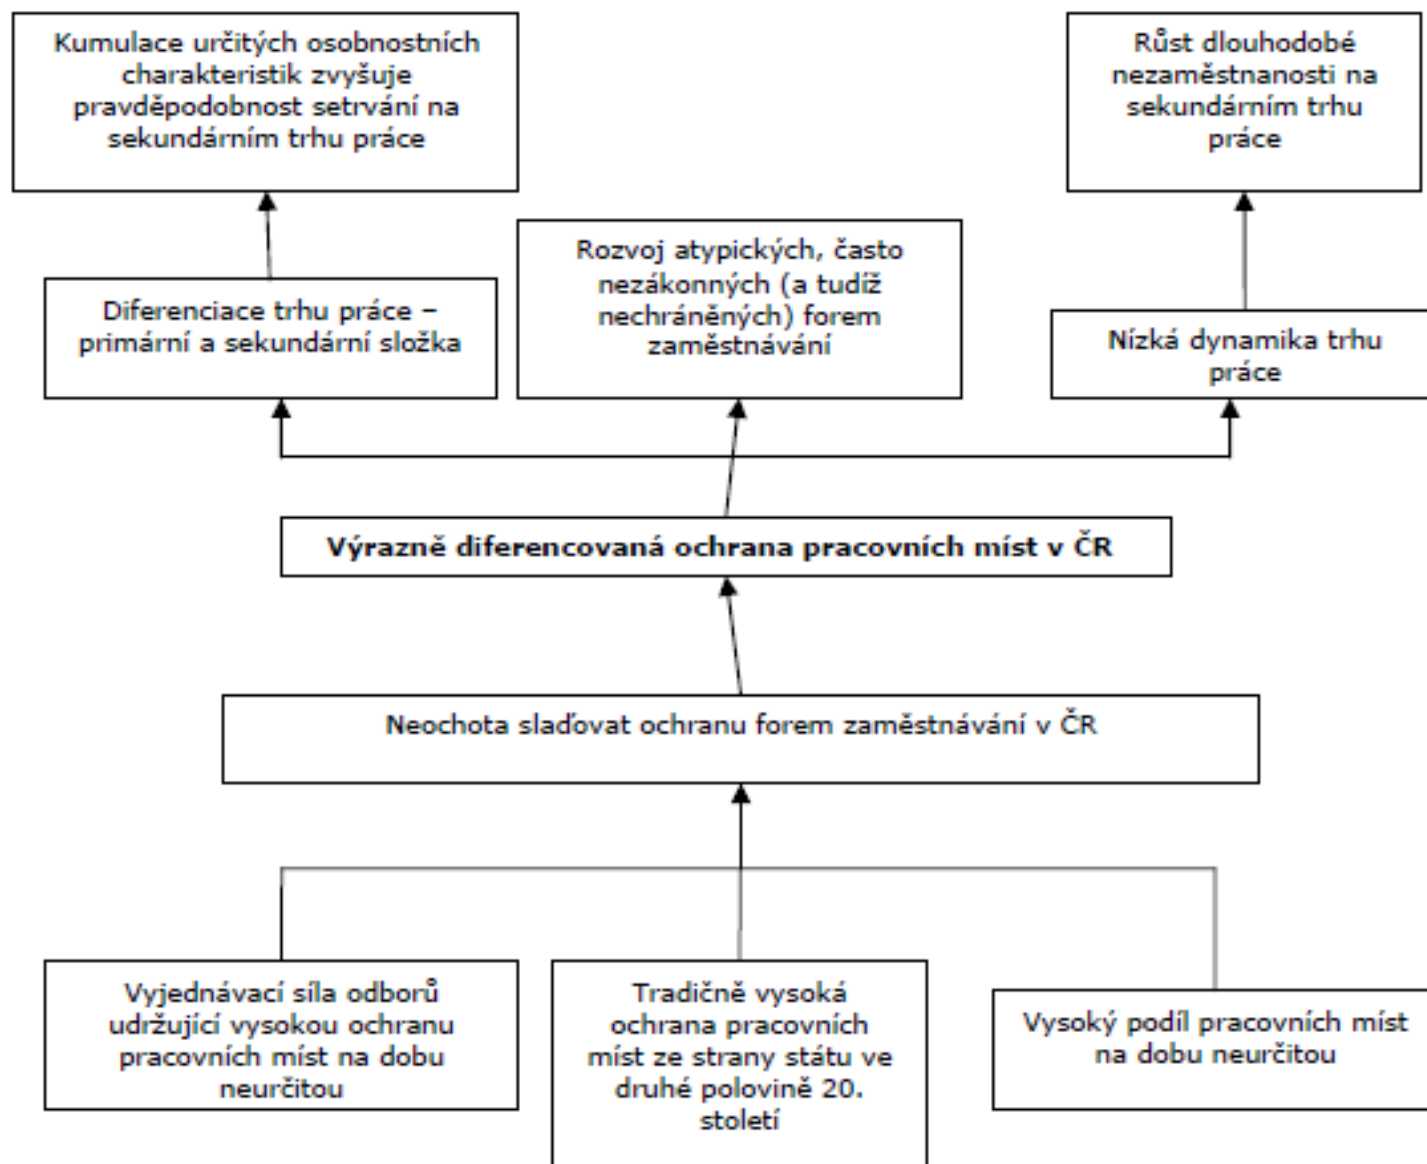 Kumulace určitých osobnostních
charakteristik zvyšuje
pravděpodobnost setrvání na
sekundárním trhu práce
Růst dlouhodobé
nezaměstnanosti na
sekundárním trhu
práce
Rozvoj atypických, často
nezákonných (a tudíž
nechráněných) forem
zaměstnávání
Diferenciace trhu práce –
primární a sekundární složka
Nízká dynamika trhu
práce
Výrazně diferencovaná ochrana pracovních míst v ČR
Neochota slaďovat ochranu forem zaměstnávání v ČR
Vyjednávací síla odborů
udržující vysokou ochranu
pracovních míst na dobu
neurčitou
Tradičně vysoká
ochrana pracovních
míst ze strany státu ve
druhé polovině 20.
století
Vysoký podíl pracovních míst
na dobu neurčitou